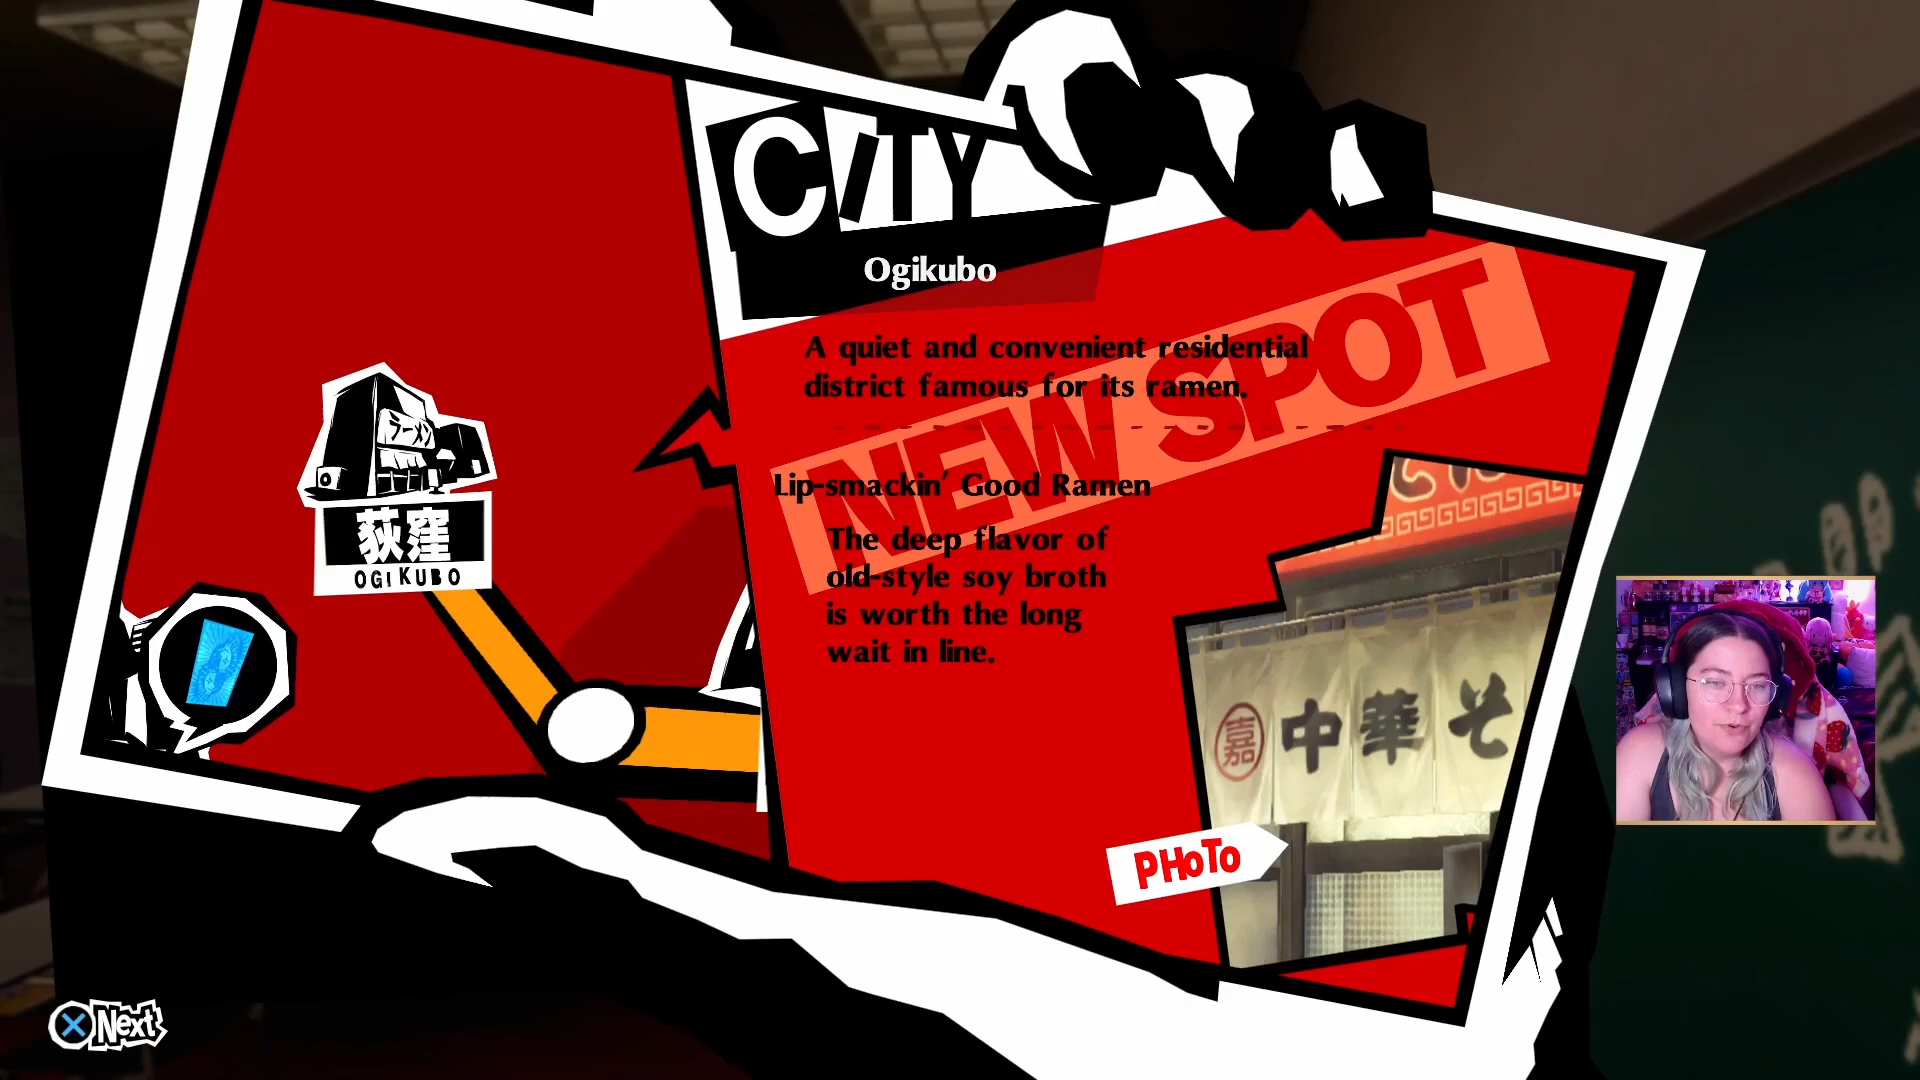 CITY
Ogikubo
NEW SPOT
A quiet and convenient residential
district famous for its ramen.
Lip-smackin' Good Ramen
The deep flavor of
old-style soy broth
is worth the long
wait in line.
ラーメン
荻窪
OGIKUBO
嘉 中華そ
PHOTO
Next